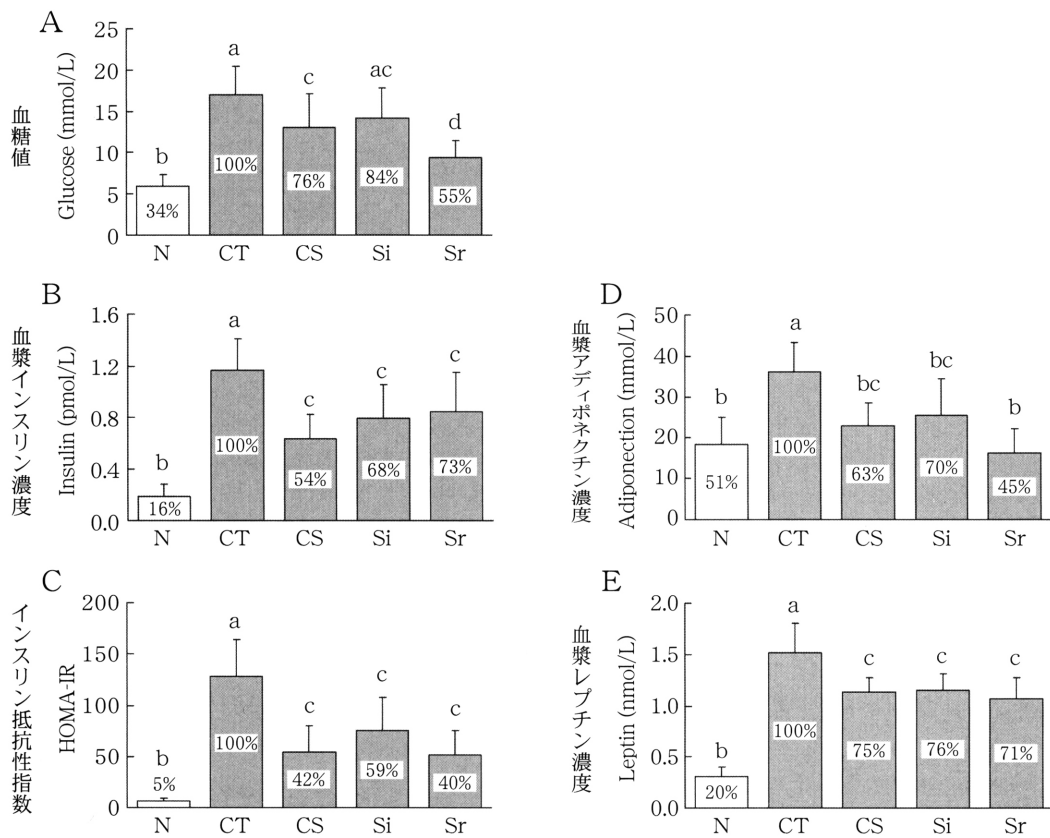 A
血糖値
Glucose (mmol/L)
25
20
15
10
5
0
a
b
c
ac
d
34%
100%
76%
84%
55%
N CT CS Si Sr
B
血漿インスリン濃度
Insulin (pmol/L)
1.6
1.2
0.8
0.4
0.0
a
b
c
c
c
16%
100%
54%
68%
73%
N CT CS Si Sr
C
インスリン抵抗性指数
HOMA-IR
200
150
100
50
0
a
b
c
c
c
5%
100%
42%
59%
40%
N CT CS Si Sr
D
血漿アディポネクチン濃度
Adiponection (mmol/L)
50
40
30
20
10
0
a
b
bc
bc
b
51%
100%
63%
70%
45%
N CT CS Si Sr
E
血漿レプチン濃度
Leptin (nmol/L)
2.0
1.5
1.0
0.5
0.0
a
b
c
c
c
20%
100%
75%
76%
71%
N CT CS Si Sr